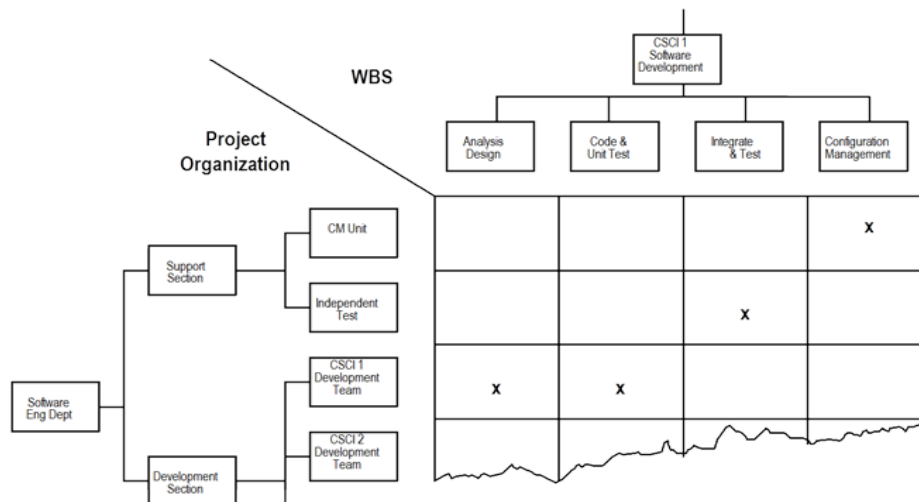 CSCI 1
Software
Development
WBS
Analysis
Design
Code &
Unit Test
Integrate
& Test
Configuration
Management
Project
Organization
CM Unit
X
Support
Section
Independent
Test
X
CSCI 1
Development
Team
X X
Software
Eng Dept
CSCI 2
Development
Team
Development
Section